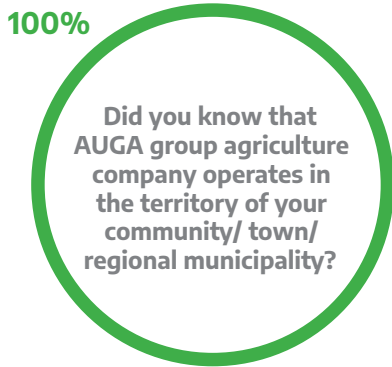 100%
Did you know that
AUGA group agriculture
company operates in
the territory of your
community/ town/
regional municipality?